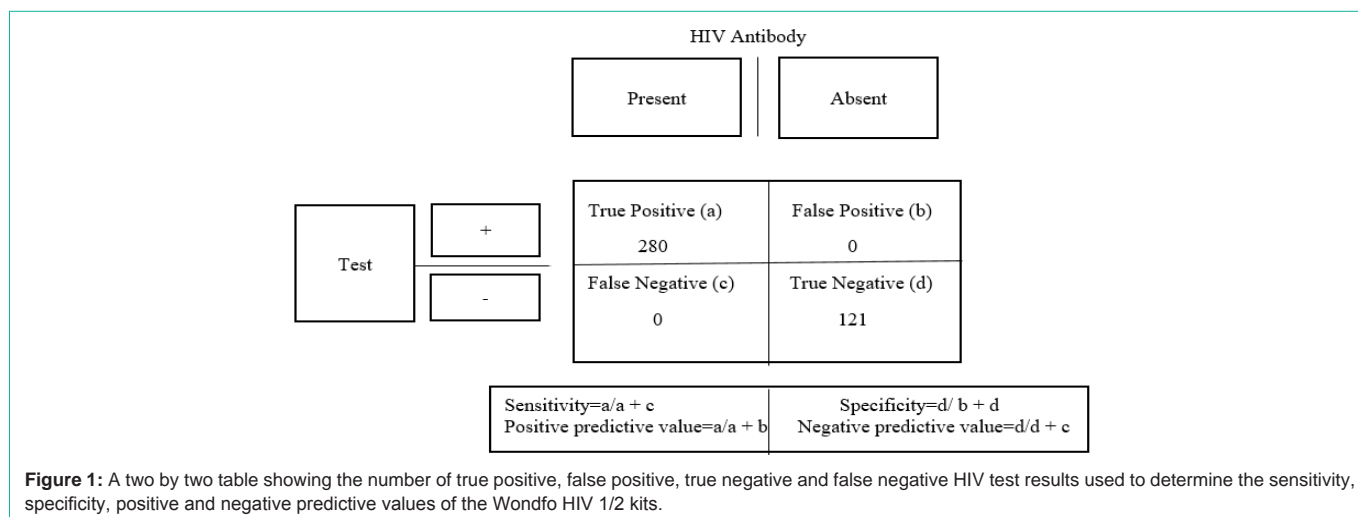 HIV Antibody
Present
Absent
Test
+
-
True Positive (a)
280
False Positive (b)
0
False Negative (c)
0
True Negative (d)
121
Sensitivity=a/a + c
Positive predictive value=a/a + b
Specificity=d/ b + d
Negative predictive value=d/d + c
Figure 1: A two by two table showing the number of true positive, false positive, true negative and false negative HIV test results used to determine the sensitivity,
specificity, positive and negative predictive values of the Wondfo HIV 1/2 kits.